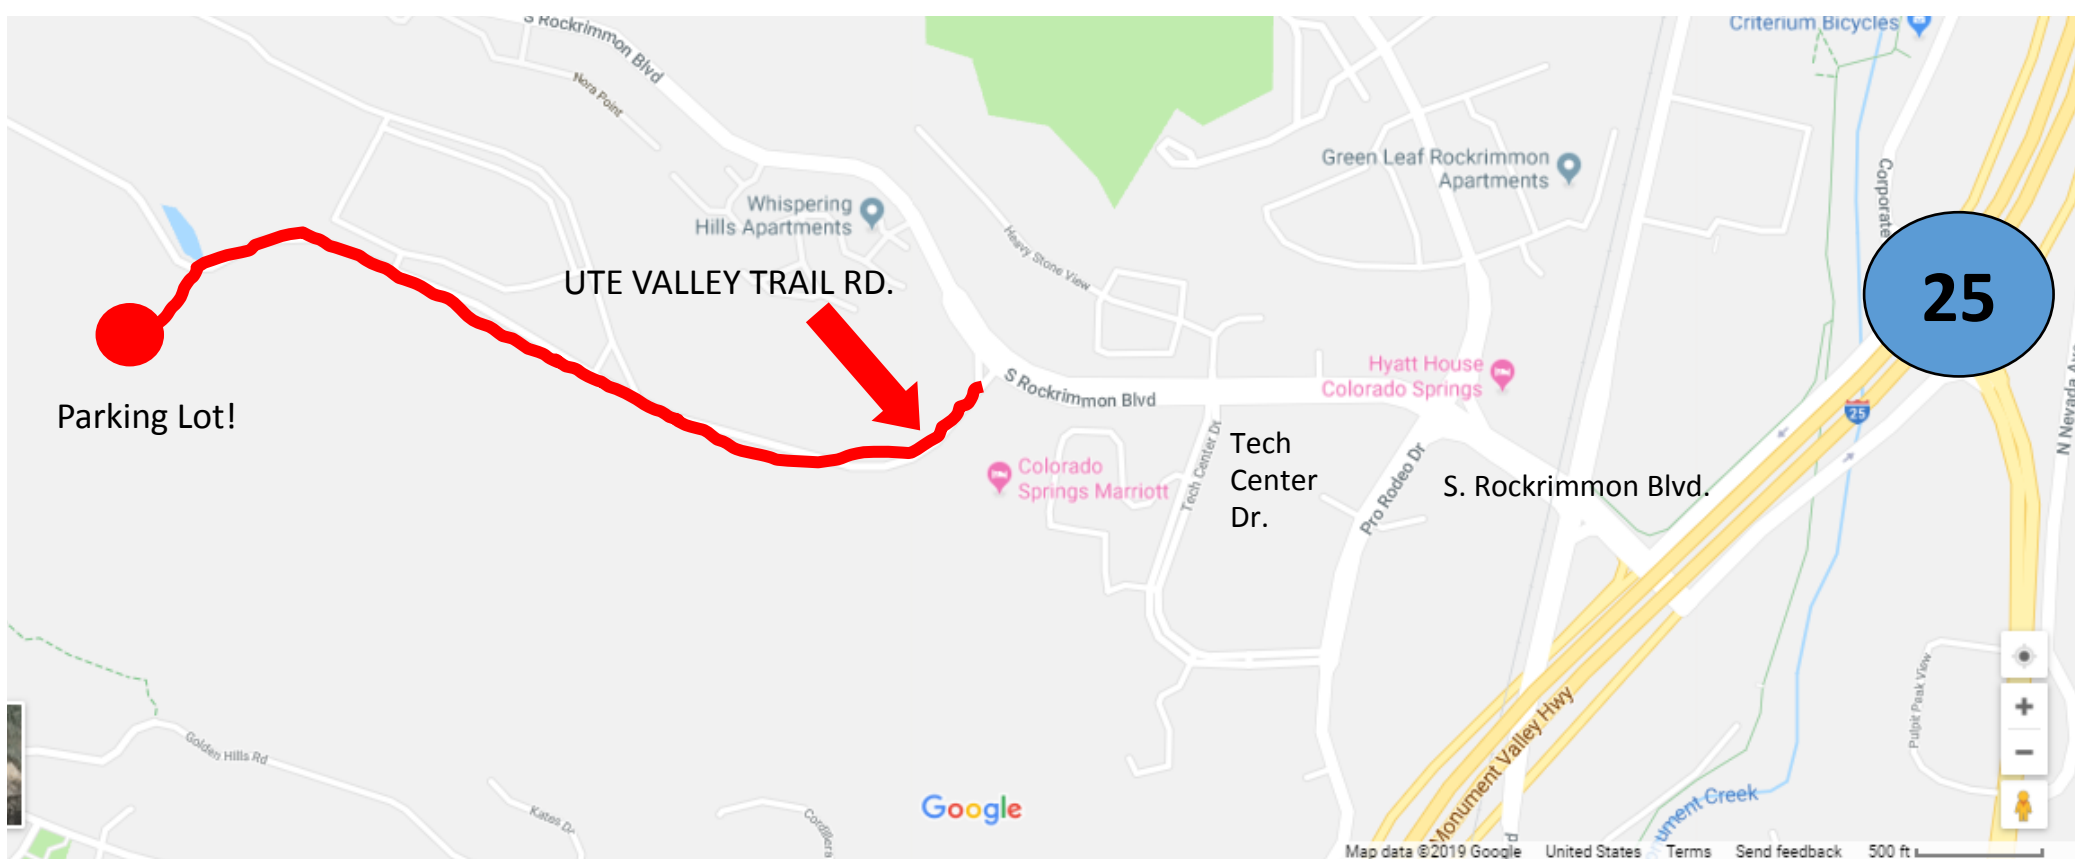 S Rockrimmon Blvd
Criterium Bicycles
Nora Point
Green Leaf Rockrimmon
Apartments
Corporate
Whispering
Hills Apartments
Heavy Stone View
UTE VALLEY TRAIL RD.
25
Hyatt House
Colorado Springs
S Rockrimmon Blvd
Parking Lot!
25
N Nevada Ave
Tech Center Dr
Tech
Center
Dr.
Colorado
Springs Marriott
Pro Rodeo Dr
S. Rockrimmon Blvd.
Pulpit Peak View
Golden Hills Rd
Monument Valley Hwy
Monument Creek
Kates Dr
Cordillera
Google
Map data ©2019 Google United States Terms Send feedback 500 ft